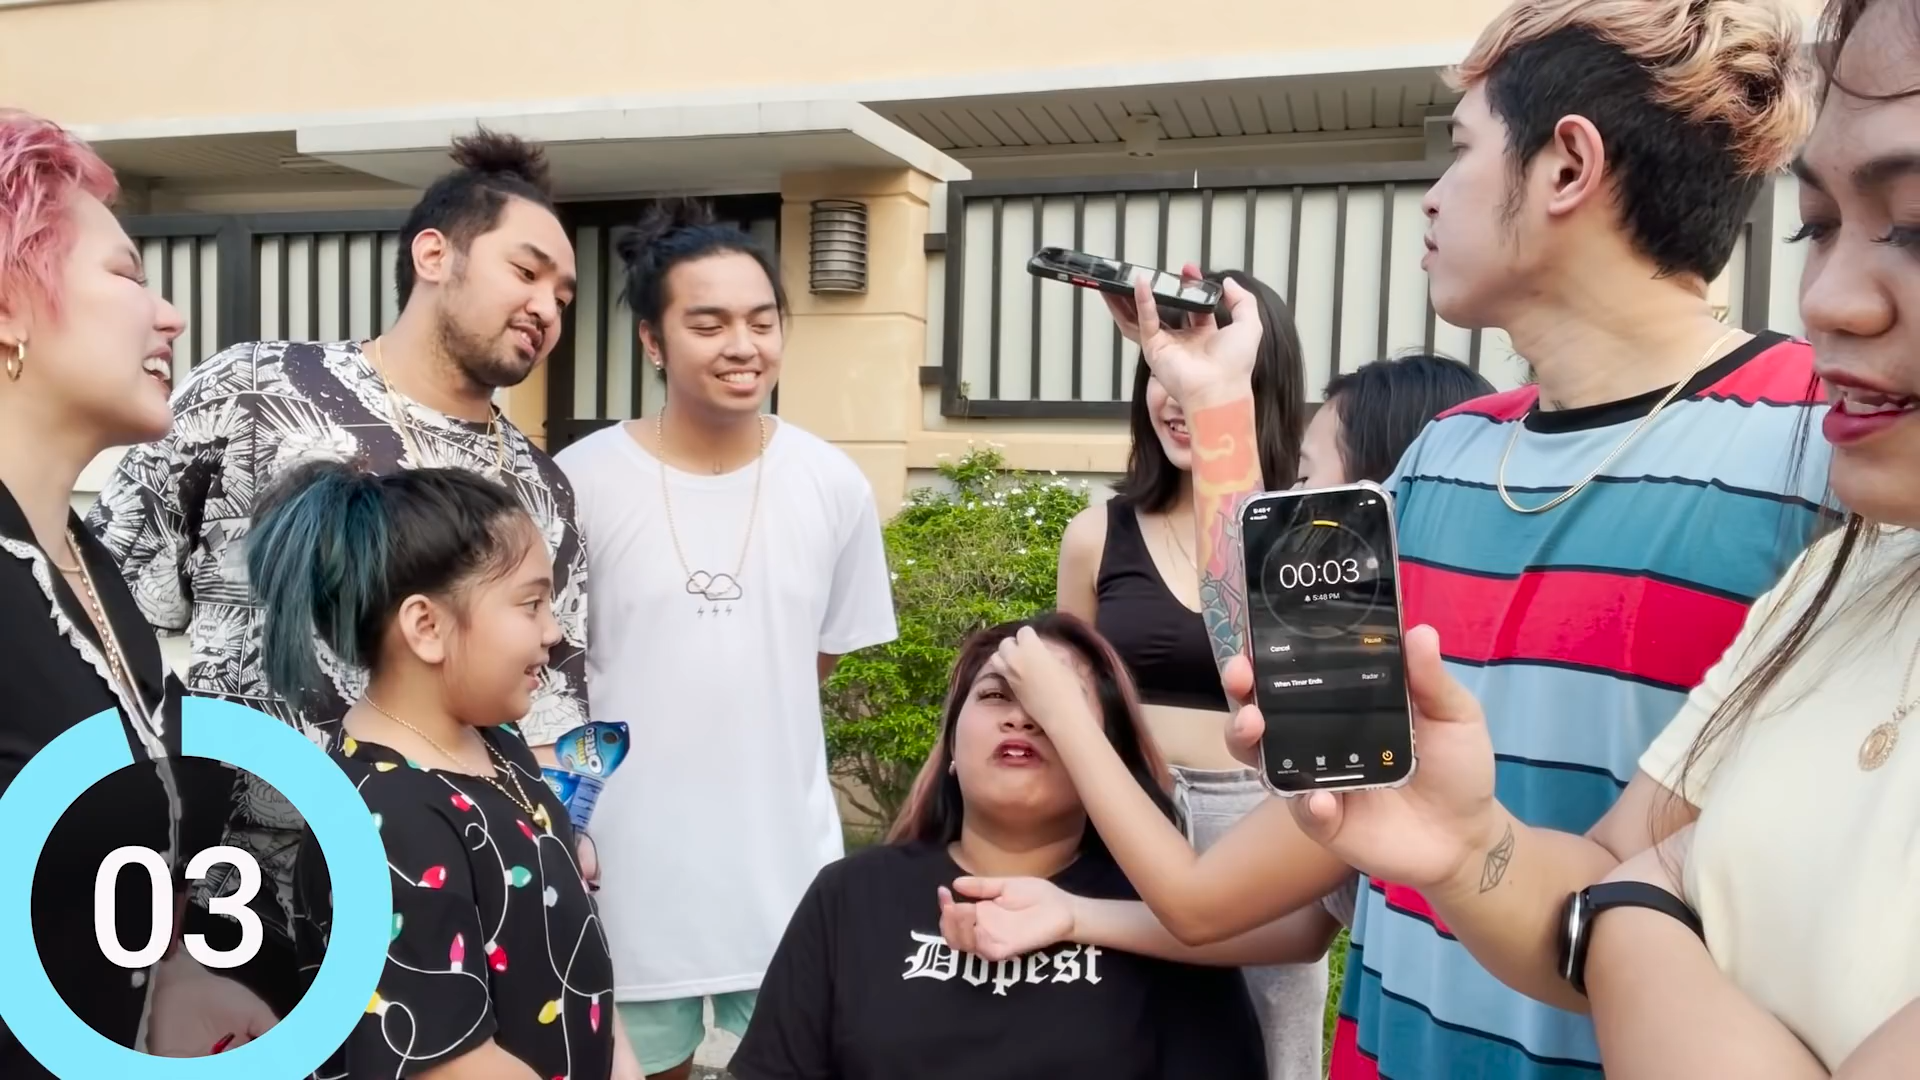 00:03
5:48 PM
Cancel
Pause
When Timer Ends
Radar
OREO
Dopest
03